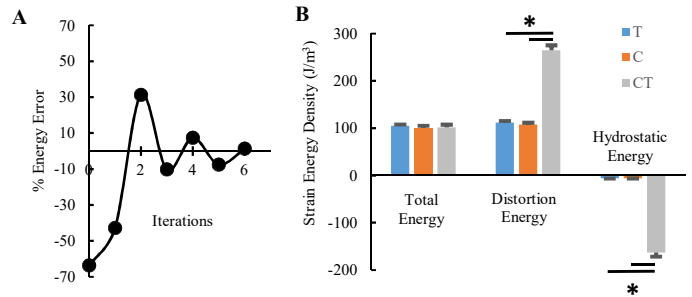 A
B
% Energy Error
70
50
30
10
-10
-30
-50
-70
0
2
4
6
Iterations
Strain Energy Density (J/m³)
300
200
100
0
-100
-200
*
T
C
CT
Total
Energy
Distortion
Energy
Hydrostatic
Energy
*